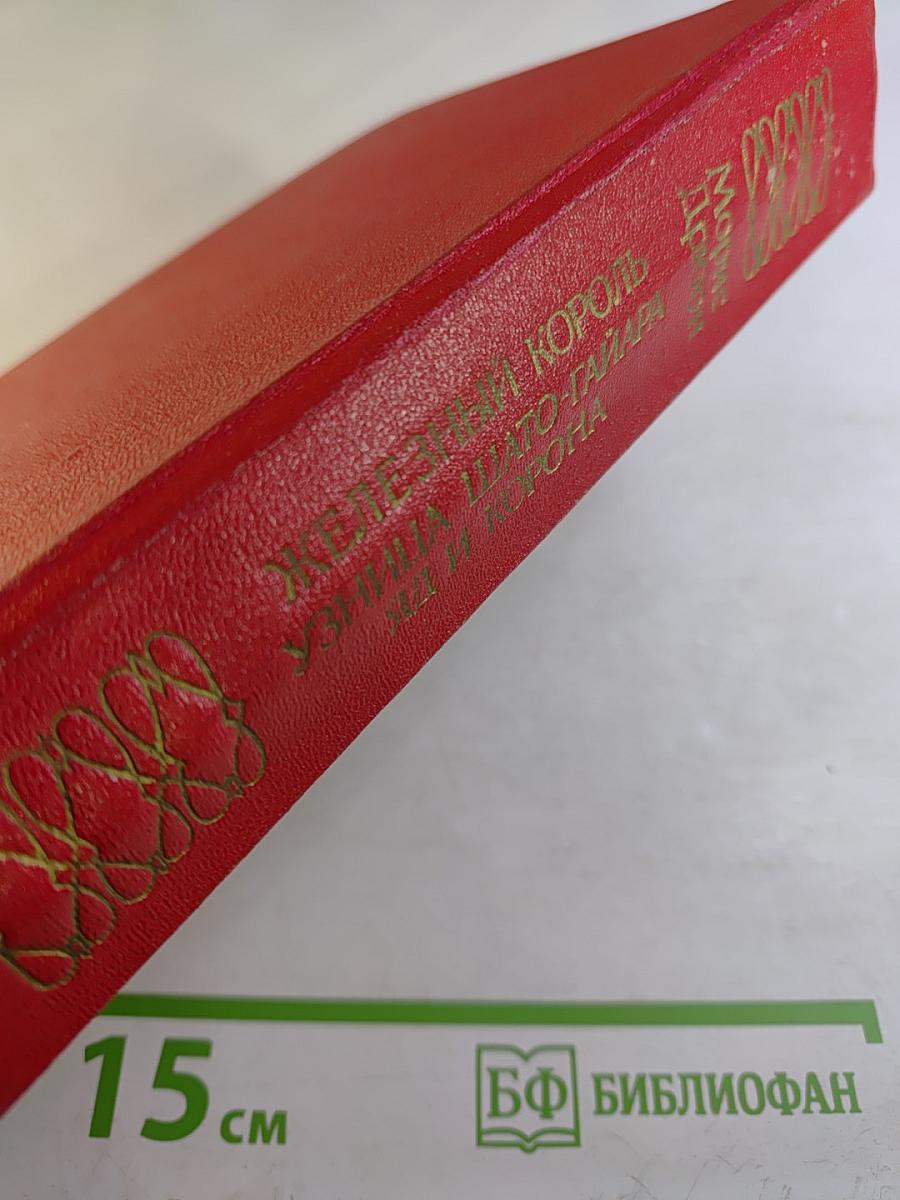 Морис
Дрюон
ЖЕЛЕЗНЫЙ КОРОЛЬ
УЗНИЦА ШАТО-ГАЙАРА
ЯД И КОРОНА
15 см
БФ БИБЛИОФАН